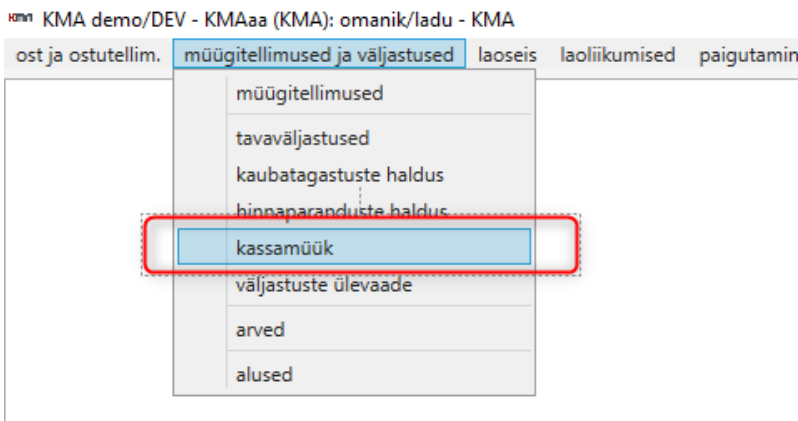 KMA KMA demo/DEV - KMAaa (KMA): omanik/ladu - KMA
ost ja ostutellim. müügitellimused ja väljastused laoseis laoliikumised paigutamin
müügitellimused
tavaväljastused
kaubatagastuste haldus
hinnaparanduste haldus
kassamüük
väljastuste ülevaade
arved
alused